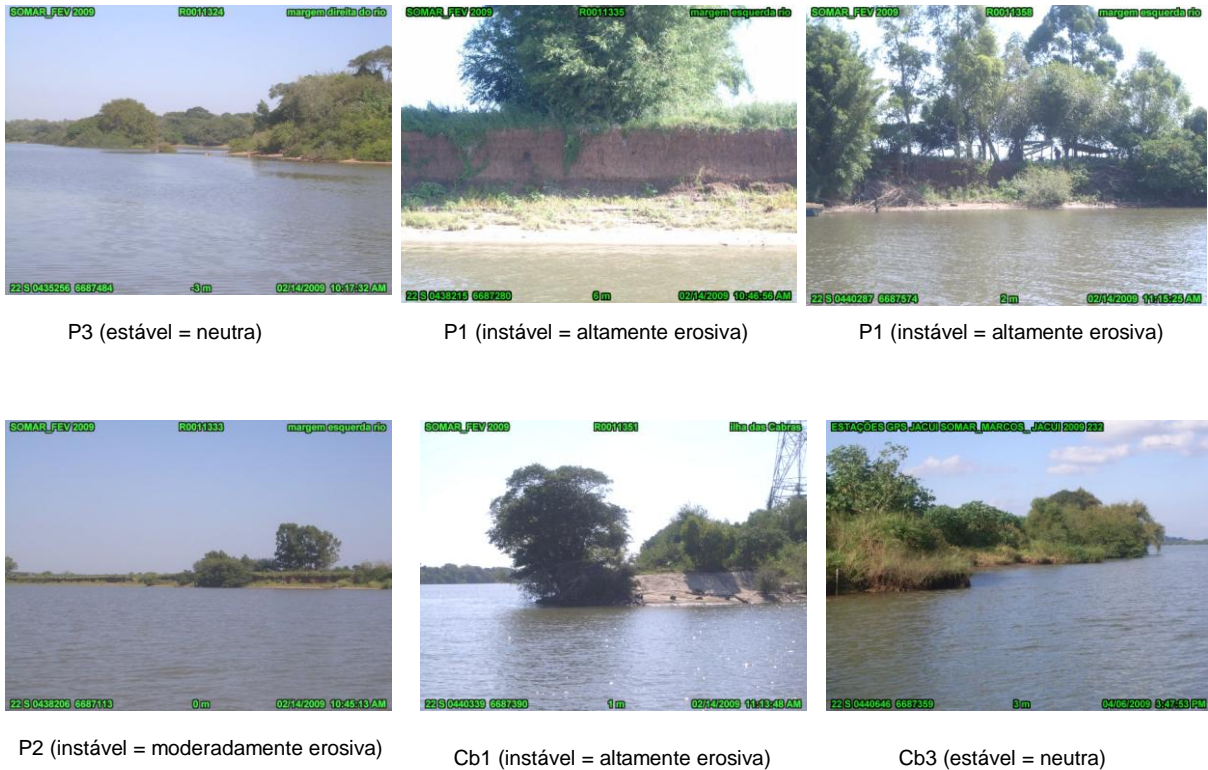 SOMAR_FEV 2009 R0011324 margem direita do rio
22 S 0435256 6687484 -3 m 02/14/2009 10:17:32 AM
P3 (estável = neutra)
SOMAR_FEV 2009 R0011335 margem esquerda rio
22 S 0438215 6687280 6 m 02/14/2009 10:46:56 AM
P1 (instável = altamente erosiva)
SOMAR_FEV 2009 R0011358 margem esquerda rio
22 S 0440287 6687574 2 m 02/14/2009 11:15:25 AM
P1 (instável = altamente erosiva)
SOMAR_FEV 2009 R0011333 margem esquerda rio
22 S 0438206 6687113 0 m 02/14/2009 10:45:13 AM
P2 (instável = moderadamente erosiva)
SOMAR_FEV 2009 R0011351 ilha das Cabras
22 S 0440339 6687390 1 m 02/14/2009 11:13:48 AM
Cb1 (instável = altamente erosiva)
ESTAÇÕES GPS JACUÍ SOMAR_MARCOS_ JACUÍ 2009 232
22 S 0440646 6687359 3 m 04/06/2009 3:47:53 PM
Cb3 (estável = neutra)